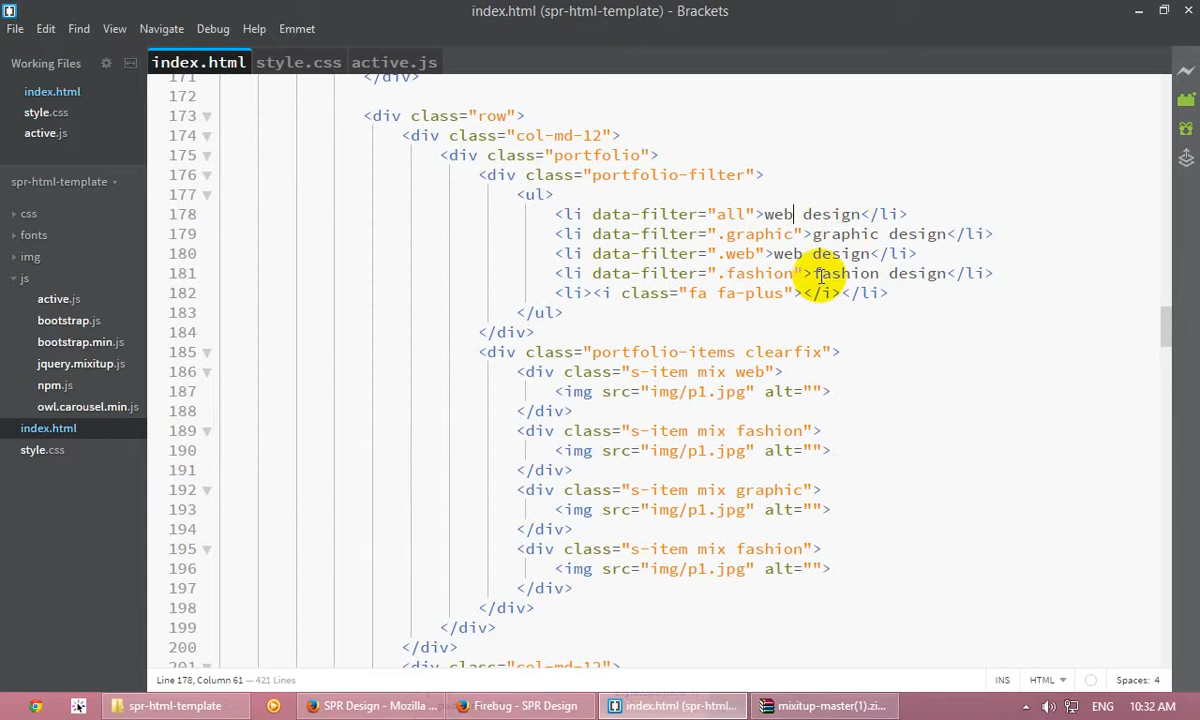 index.html (spr-html-template) - Brackets
File Edit Find View Navigate Debug Help Emmet
Working Files
index.html
style.css
active.js
spr-html-template
css
fonts
img
js
active.js
bootstrap.js
bootstrap.min.js
jquery.mixitup.js
npm.js
owl.carousel.min.js
index.html
style.css
index.html style.css active.js
171 </div>
172
173 <div class="row">
174 <div class="col-md-12">
175 <div class="portfolio">
176 <div class="portfolio-filter">
177 <ul>
178 <li data-filter="all">web design</li>
179 <li data-filter=".graphic">graphic design</li>
180 <li data-filter=".web">web design</li>
181 <li data-filter=".fashion">fashion design</li>
182 <li><i class="fa fa-plus"></i></li>
183 </ul>
184 </div>
185 <div class="portfolio-items clearfix">
186 <div class="s-item mix web">
187 <img src="img/p1.jpg" alt="">
188 </div>
189 <div class="s-item mix fashion">
190 <img src="img/p1.jpg" alt="">
191 </div>
192 <div class="s-item mix graphic">
193 <img src="img/p1.jpg" alt="">
194 </div>
195 <div class="s-item mix fashion">
196 <img src="img/p1.jpg" alt="">
197 </div>
198 </div>
199 </div>
200 </div>
201 <div class="col-md-12">
Line 178, Column 61 — 421 Lines
INS HTML Spaces: 4
spr-html-template SPR Design - Mozilla ... Firebug - SPR Design index.html (spr-html... mixitup-master(1).zi... ENG 10:32 AM